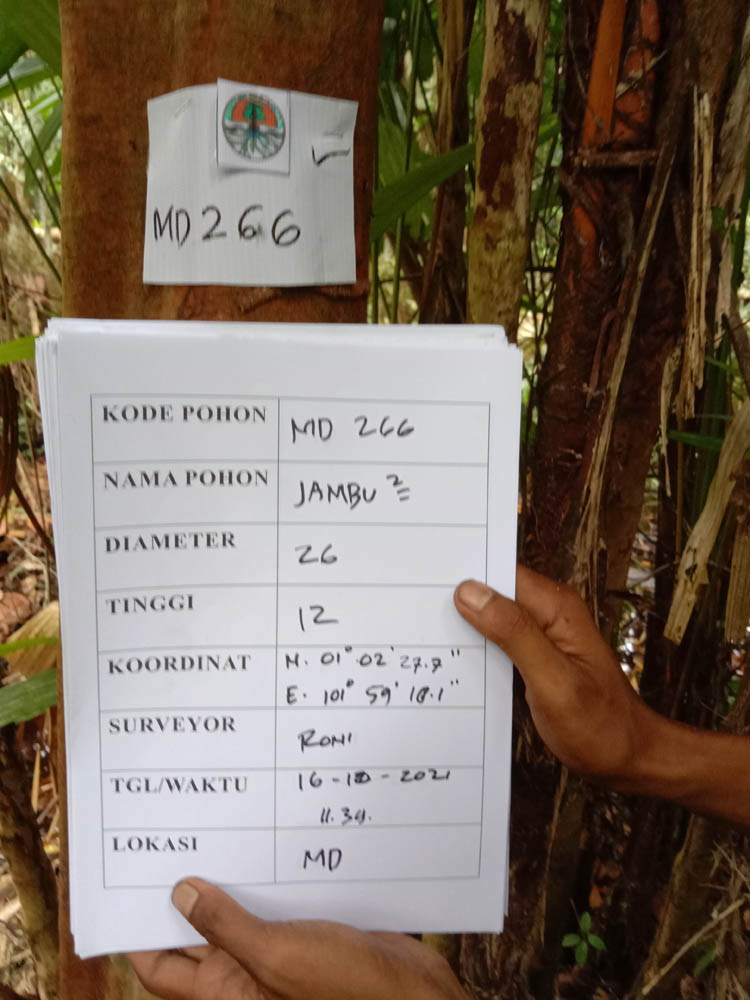 MD 266
KODE POHON MD 266
NAMA POHON JAMBU ²=
DIAMETER 26
TINGGI 12
KOORDINAT N. 01° 02' 27.7"
E. 101° 59' 18.1"
SURVEYOR RONI
TGL/WAKTU 16-10-2021
11.34.
LOKASI MD